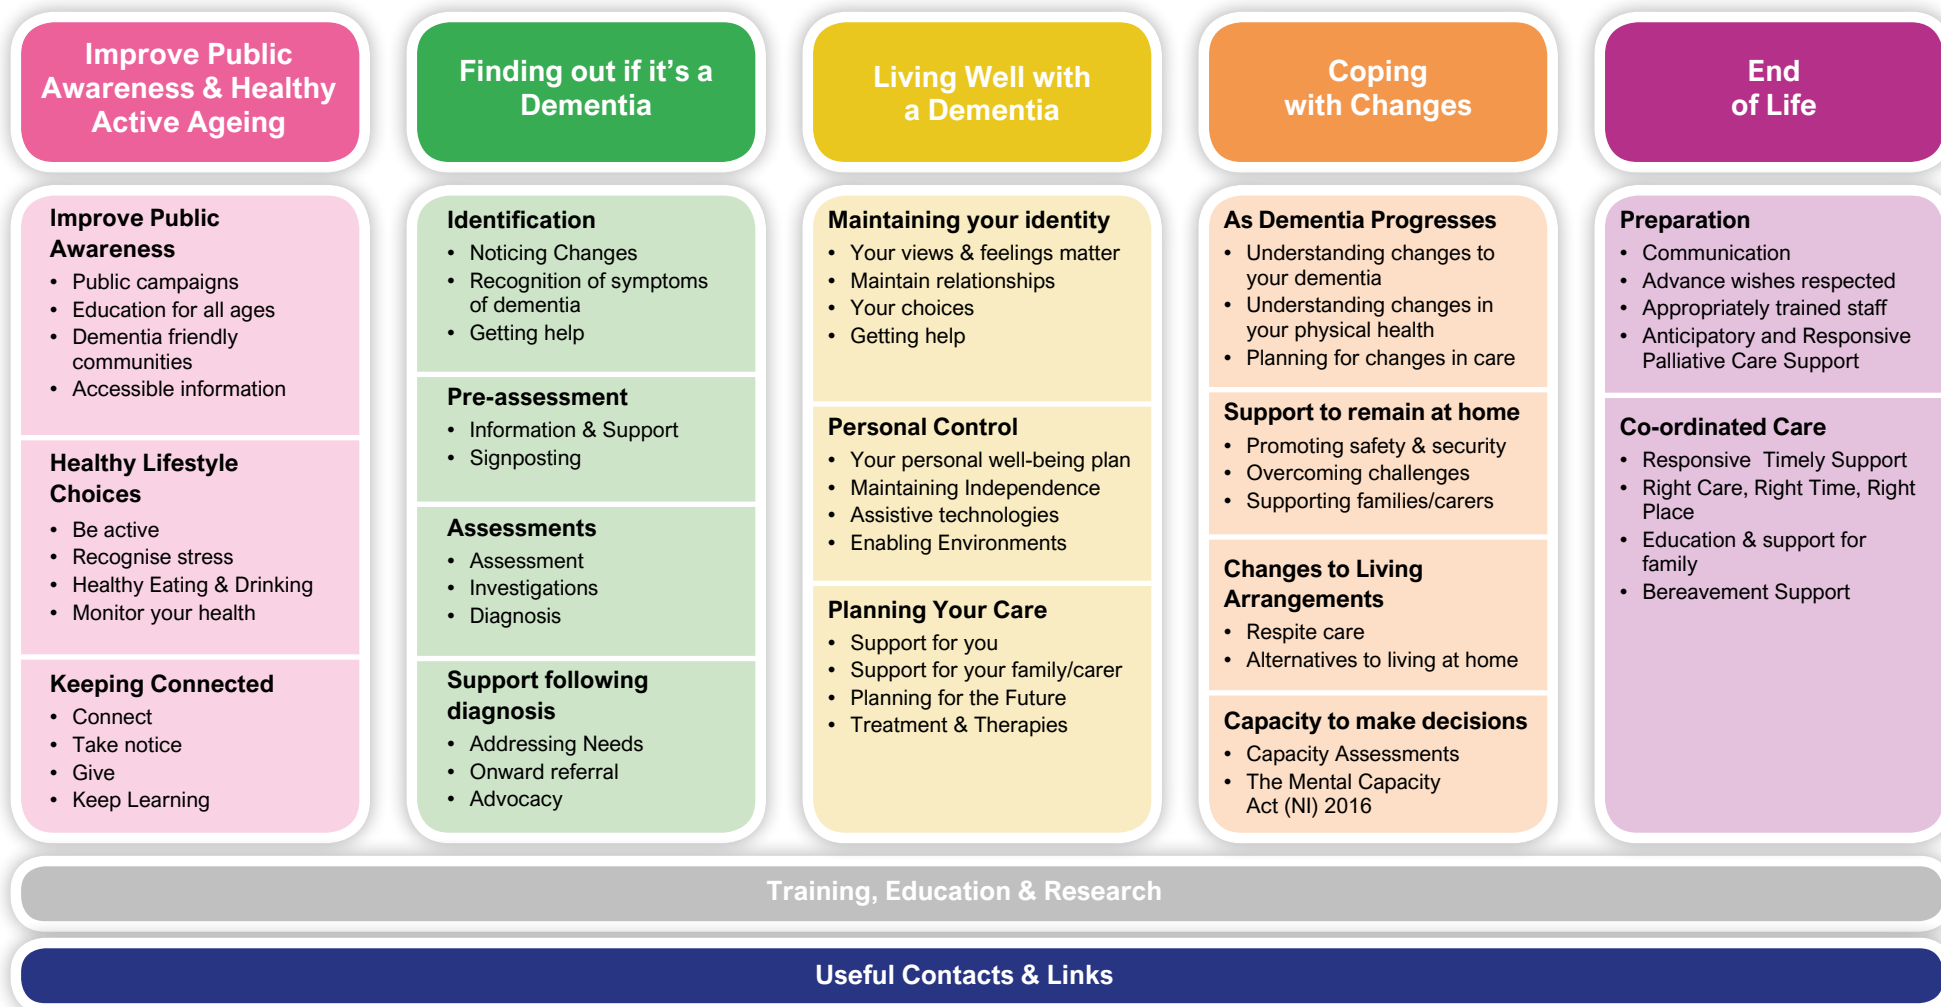 Improve Public
Awareness & Healthy
Active Ageing
Improve Public
Awareness
• Public campaigns
• Education for all ages
• Dementia friendly
communities
• Accessible information
Healthy Lifestyle
Choices
• Be active
• Recognise stress
• Healthy Eating & Drinking
• Monitor your health
Keeping Connected
• Connect
• Take notice
• Give
• Keep Learning
Finding out if it’s a
Dementia
Identification
• Noticing Changes
• Recognition of symptoms
of dementia
• Getting help
Pre-assessment
• Information & Support
• Signposting
Assessments
• Assessment
• Investigations
• Diagnosis
Support following
diagnosis
• Addressing Needs
• Onward referral
• Advocacy
Living Well with
a Dementia
Maintaining your identity
• Your views & feelings matter
• Maintain relationships
• Your choices
• Getting help
Personal Control
• Your personal well-being plan
• Maintaining Independence
• Assistive technologies
• Enabling Environments
Planning Your Care
• Support for you
• Support for your family/carer
• Planning for the Future
• Treatment & Therapies
Coping
with Changes
As Dementia Progresses
• Understanding changes to
your dementia
• Understanding changes in
your physical health
• Planning for changes in care
Support to remain at home
• Promoting safety & security
• Overcoming challenges
• Supporting families/carers
Changes to Living
Arrangements
• Respite care
• Alternatives to living at home
Capacity to make decisions
• Capacity Assessments
• The Mental Capacity
Act (NI) 2016
End
of Life
Preparation
• Communication
• Advance wishes respected
• Appropriately trained staff
• Anticipatory and Responsive
Palliative Care Support
Co-ordinated Care
• Responsive Timely Support
• Right Care, Right Time, Right
Place
• Education & support for
family
• Bereavement Support
Training, Education & Research
Useful Contacts & Links